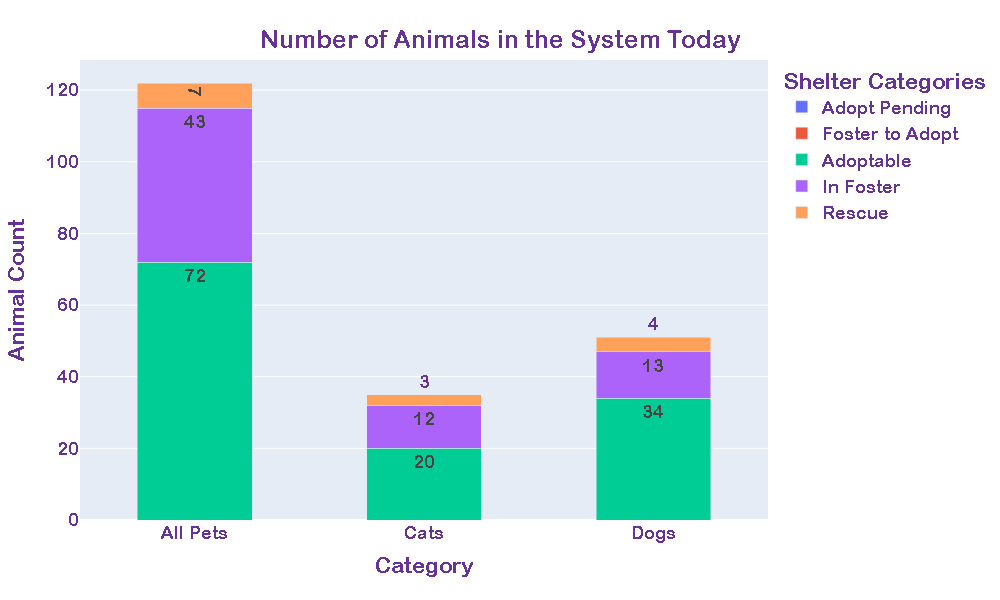 Number of Animals in the System Today
Shelter Categories
Adopt Pending
Foster to Adopt
Adoptable
In Foster
Rescue
Animal Count
120
100
80
60
40
20
0
7
43
72
3
12
20
4
13
34
All Pets
Cats
Dogs
Category